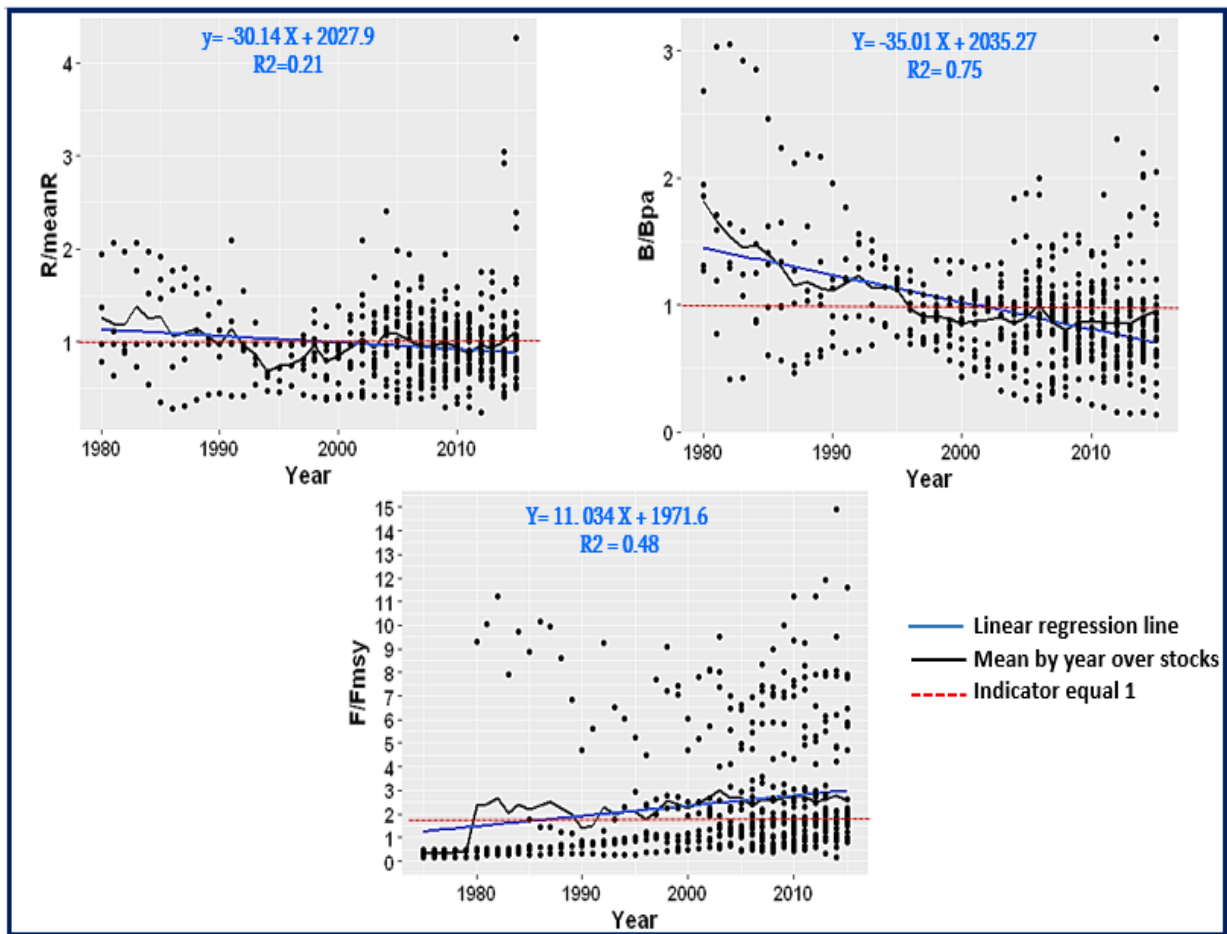 y= -30.14 X + 2027.9
R2=0.21
4
3
2
1
R/meanR
1980
1990
2000
2010
Year
Y= -35.01 X + 2035.27
R2= 0.75
3
2
1
0
B/Bpa
1980
1990
2000
2010
Year
Y= 11. 034 X + 1971.6
R2 = 0.48
15
14
13
12
11
10
9
8
7
6
5
4
3
2
1
0
F/Fmsy
1980
1990
2000
2010
Year
Linear regression line
Mean by year over stocks
Indicator equal 1